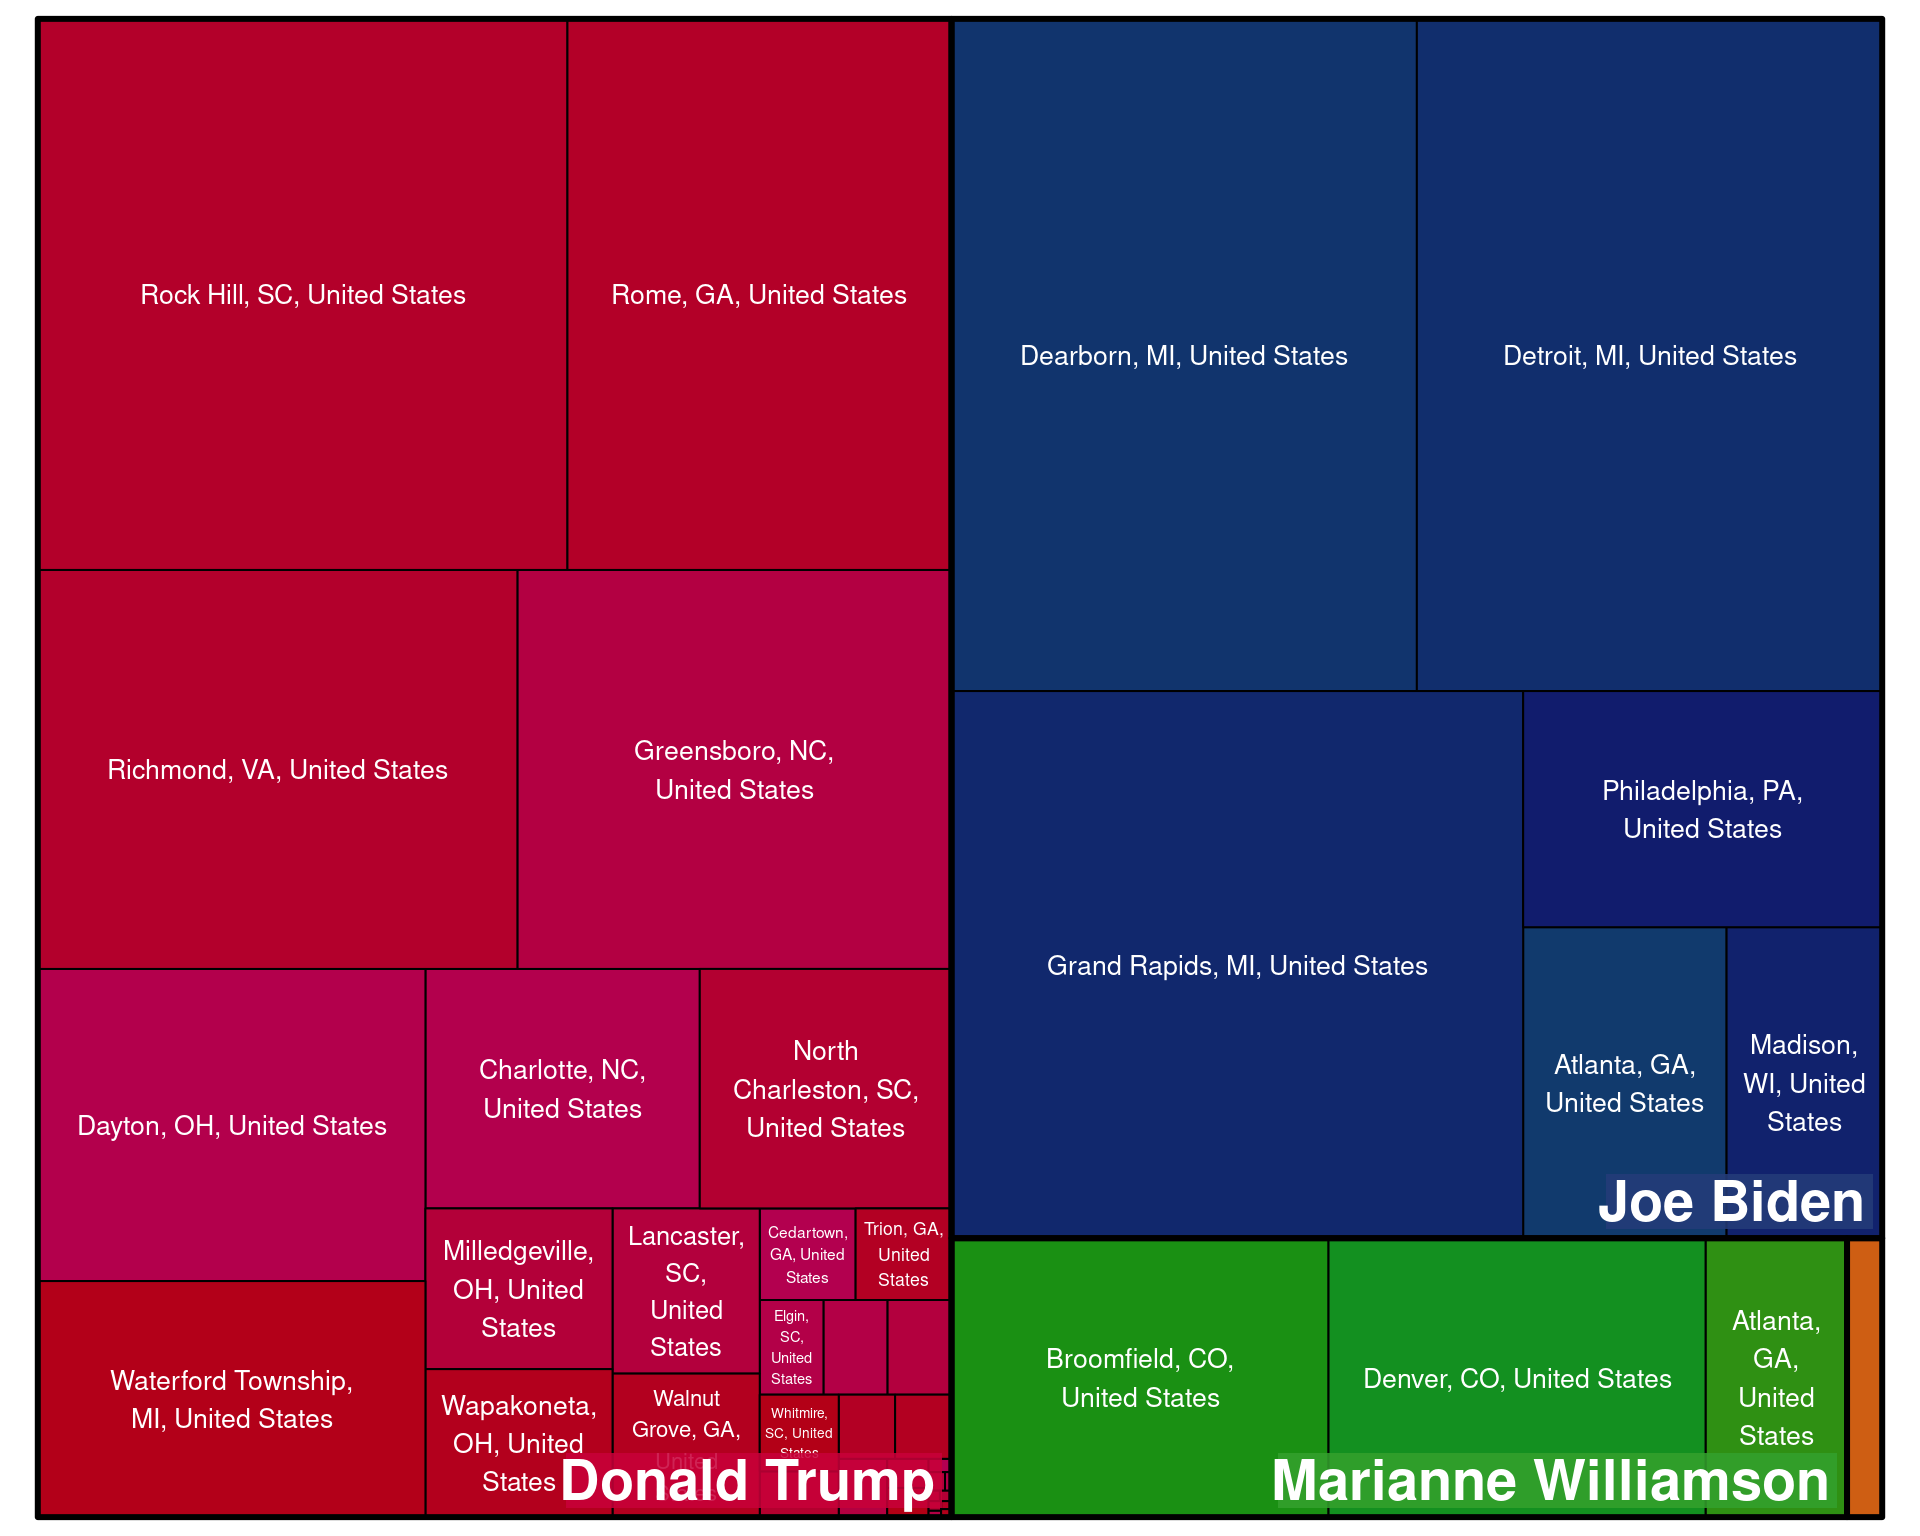 Rock Hill, SC, United States
Rome, GA, United States
Richmond, VA, United States
Greensboro, NC,
United States
Dayton, OH, United States
Charlotte, NC,
United States
North
Charleston, SC,
United States
Waterford Township,
MI, United States
Milledgeville,
OH, United
States
Lancaster,
SC,
United
States
Cedartown,
GA, United
States
Trion, GA,
United
States
Elgin,
SC,
United
States
Wapakoneta,
OH, United
States
Walnut
Grove, GA,
United
Whitmire,
SC, United
States
Donald Trump
Dearborn, MI, United States
Detroit, MI, United States
Grand Rapids, MI, United States
Philadelphia, PA,
United States
Atlanta, GA,
United States
Madison,
WI, United
States
Joe Biden
Broomfield, CO,
United States
Denver, CO, United States
Atlanta,
GA,
United
States
Marianne Williamson